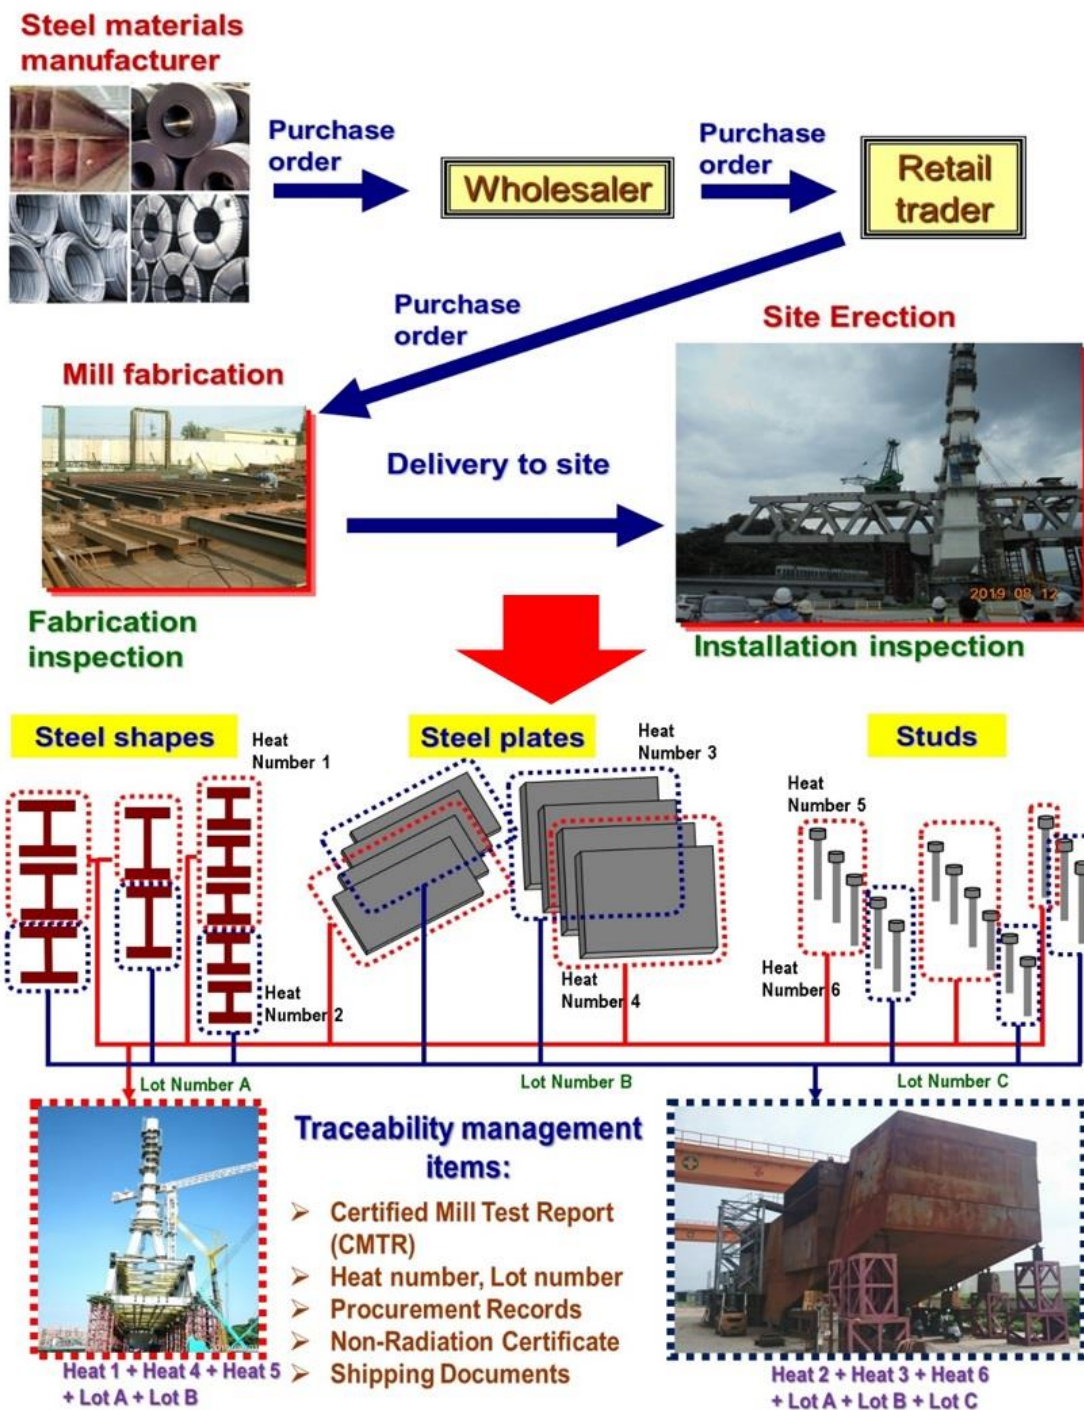 Steel materials
manufacturer
Purchase
order
Wholesaler
Purchase
order
Retail
trader
Purchase
order
Site Erection
Mill fabrication
Delivery to site
2019 08 12
Fabrication
inspection
Installation inspection
Steel shapes
Heat
Number 1
Steel plates
Heat
Number 3
Studs
Heat
Number 5
Heat
Number 2
Heat
Number 4
Heat
Number 6
Lot Number A
Lot Number B
Lot Number C
Traceability management
items:
➢ Certified Mill Test Report
(CMTR)
➢ Heat number, Lot number
➢ Procurement Records
➢ Non-Radiation Certificate
➢ Shipping Documents
Heat 1 + Heat 4 + Heat 5
+ Lot A + Lot B
Heat 2 + Heat 3 + Heat 6
+ Lot A + Lot B + Lot C